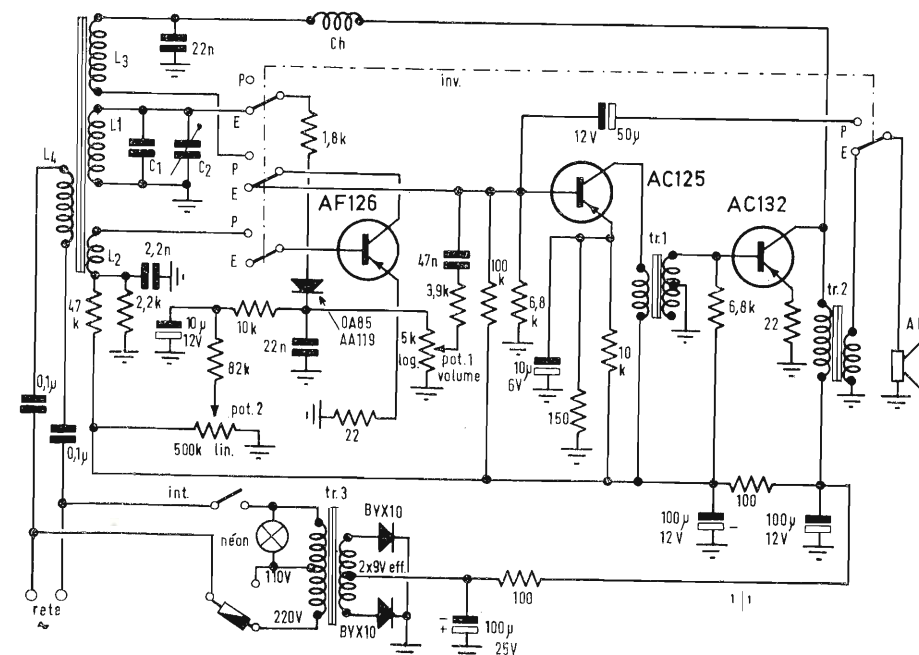 22n
Ch
L3
P
inv.
L1
E
1,8k
12V 50µ
P
E
C1
C2
P
L4
AC125
E
AF126
AC132
P
tr.1
L2
2,2n
E
47n
100
k
tr.2
47
k
2,2k
3,9k
6,8
k
6,8k
22
10µ
12V
10k
OA85
AA119
5k
log.
pot.1
volume
10µ
6V
10
k
22n
82k
0,1µ
pot.2
150
0,1µ
500k lin.
22
100
int.
tr.3
BYX10
100µ
12V
-
100µ
12V
néon
2x9V eff.
110V
100
rete
~
220V
BYX10
-
+
100µ
25V
1 | 1